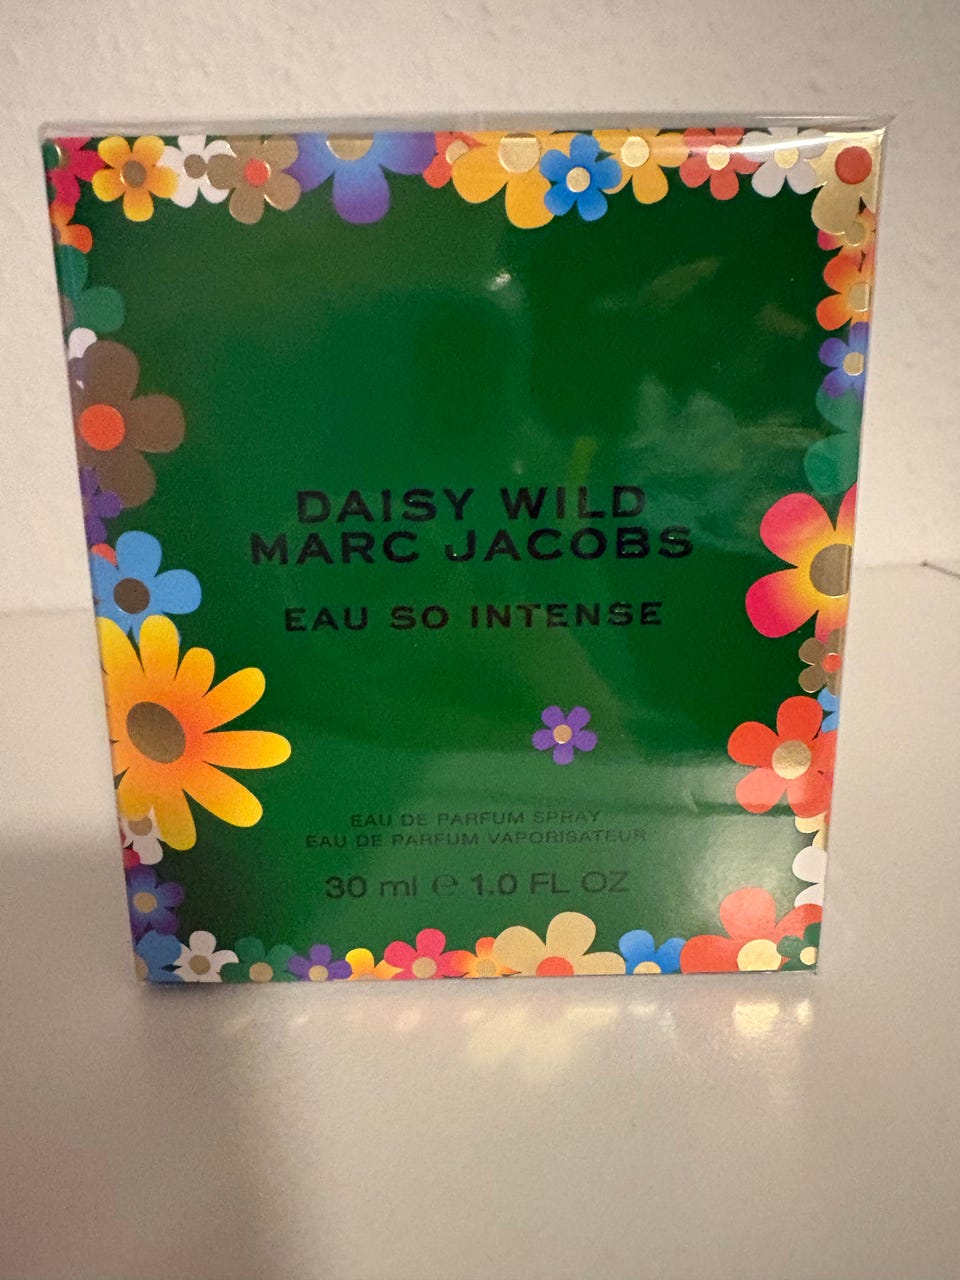 DAISY WILD
MARC JACOBS
EAU SO INTENSE
EAU DE PARFUM SPRAY
EAU DE PARFUM VAPORISATEUR
30 ml ℮ 1.0 FL OZ